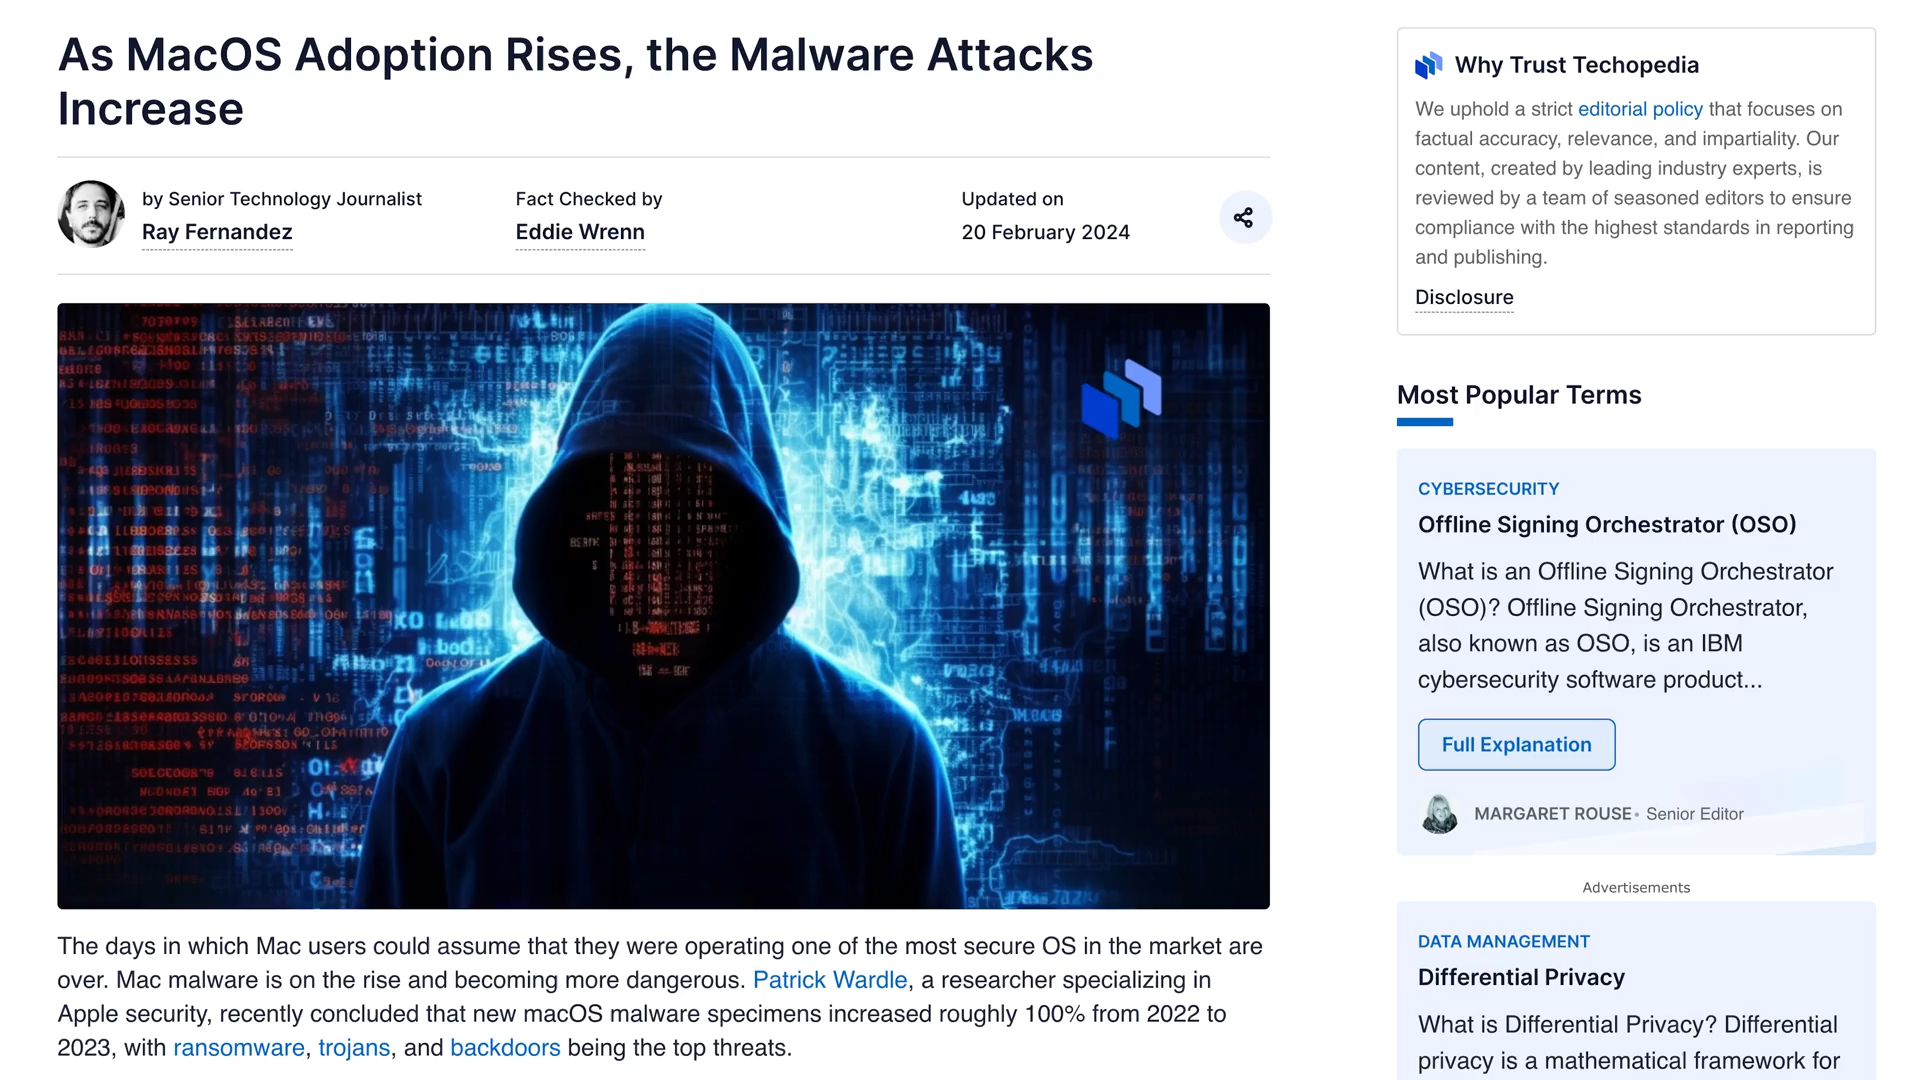 As MacOS Adoption Rises, the Malware Attacks
Increase
by Senior Technology Journalist
Ray Fernandez
Fact Checked by
Eddie Wrenn
Updated on
20 February 2024
The days in which Mac users could assume that they were operating one of the most secure OS in the market are
over. Mac malware is on the rise and becoming more dangerous. Patrick Wardle, a researcher specializing in
Apple security, recently concluded that new macOS malware specimens increased roughly 100% from 2022 to
2023, with ransomware, trojans, and backdoors being the top threats.
Why Trust Techopedia
We uphold a strict editorial policy that focuses on
factual accuracy, relevance, and impartiality. Our
content, created by leading industry experts, is
reviewed by a team of seasoned editors to ensure
compliance with the highest standards in reporting
and publishing.
Disclosure
Most Popular Terms
CYBERSECURITY
Offline Signing Orchestrator (OSO)
What is an Offline Signing Orchestrator
(OSO)? Offline Signing Orchestrator,
also known as OSO, is an IBM
cybersecurity software product...
Full Explanation
MARGARET ROUSE • Senior Editor
Advertisements
DATA MANAGEMENT
Differential Privacy
What is Differential Privacy? Differential
privacy is a mathematical framework for